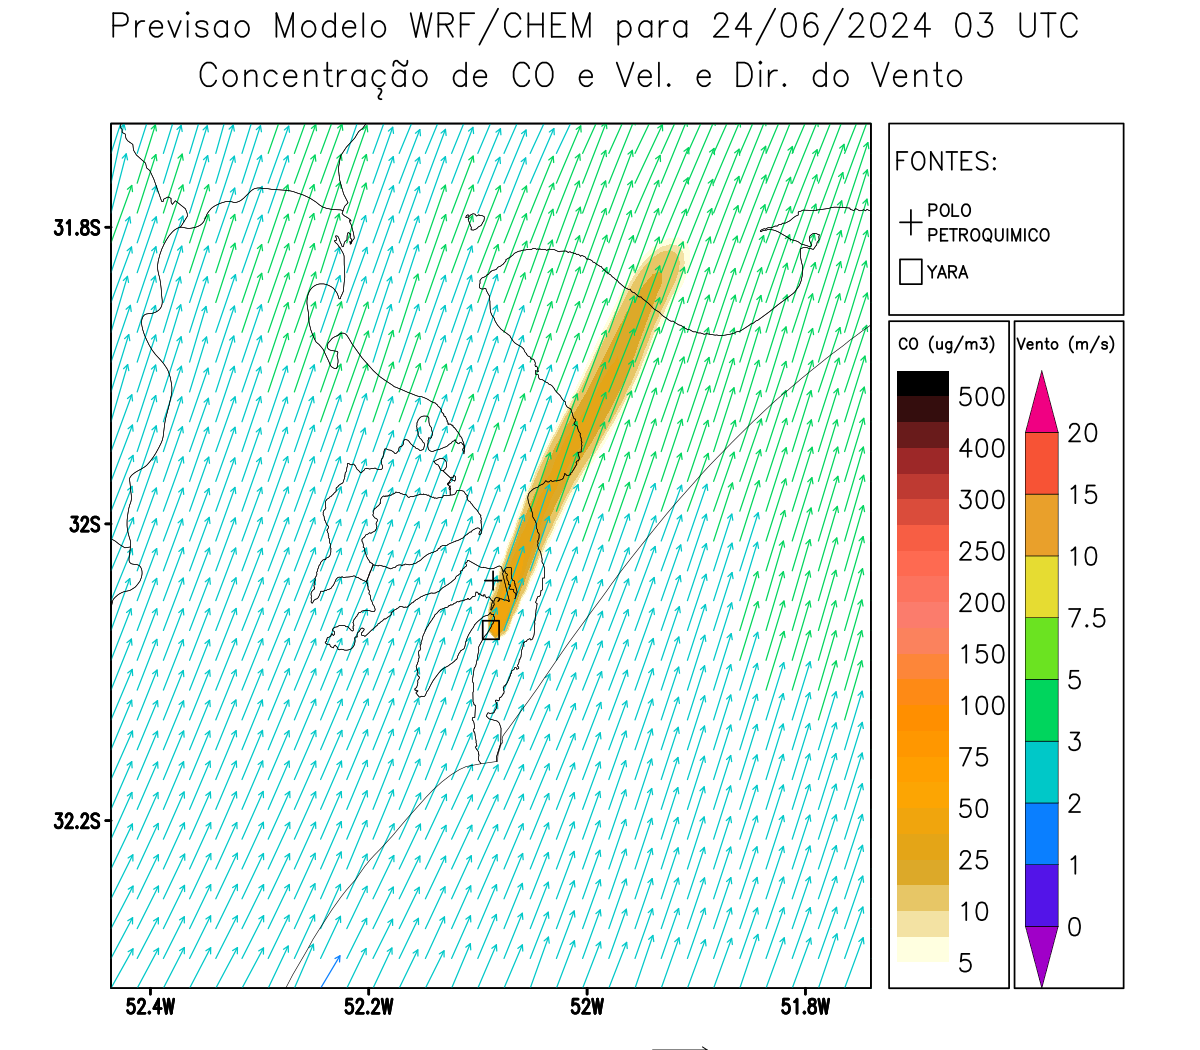 Previsao Modelo WRF/CHEM para 24/06/2024 03 UTC
Concentração de CO e Vel. e Dir. do Vento
FONTES:
POLO
PETROQUIMICO
YARA
31.8S
32S
32.2S
52.4W
52.2W
52W
51.8W
CO (ug/m3)
500
400
300
250
200
150
100
75
50
25
10
5
Vento (m/s)
20
15
10
7.5
5
3
2
1
0